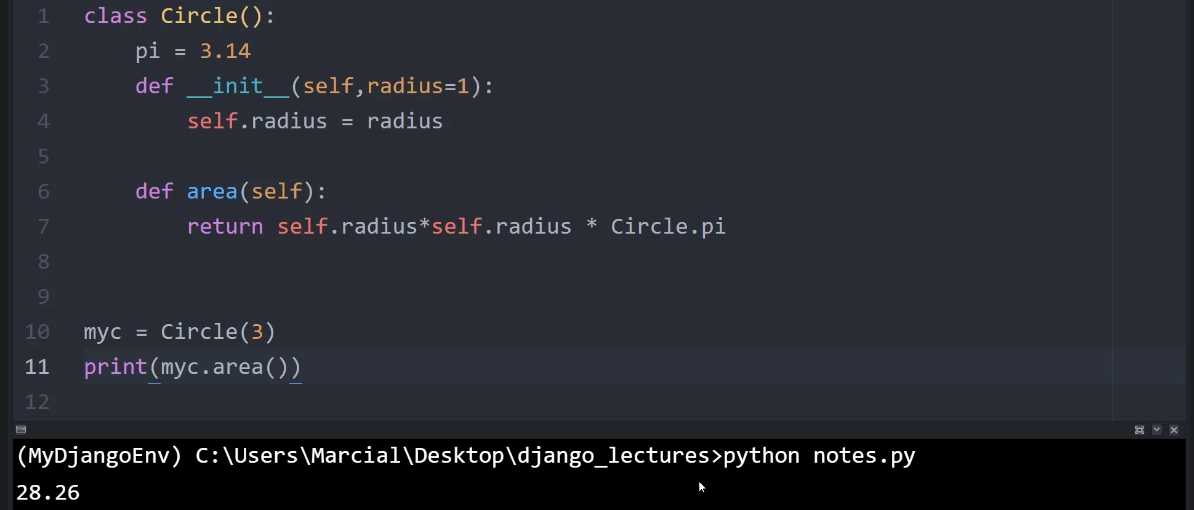 1 class Circle():
2     pi = 3.14
3     def __init__(self,radius=1):
4         self.radius = radius
5
6     def area(self):
7         return self.radius*self.radius * Circle.pi
8
9
10 myc = Circle(3)
11 print(myc.area())
12
(MyDjangoEnv) C:\Users\Marcial\Desktop\django_lectures>python notes.py
28.26